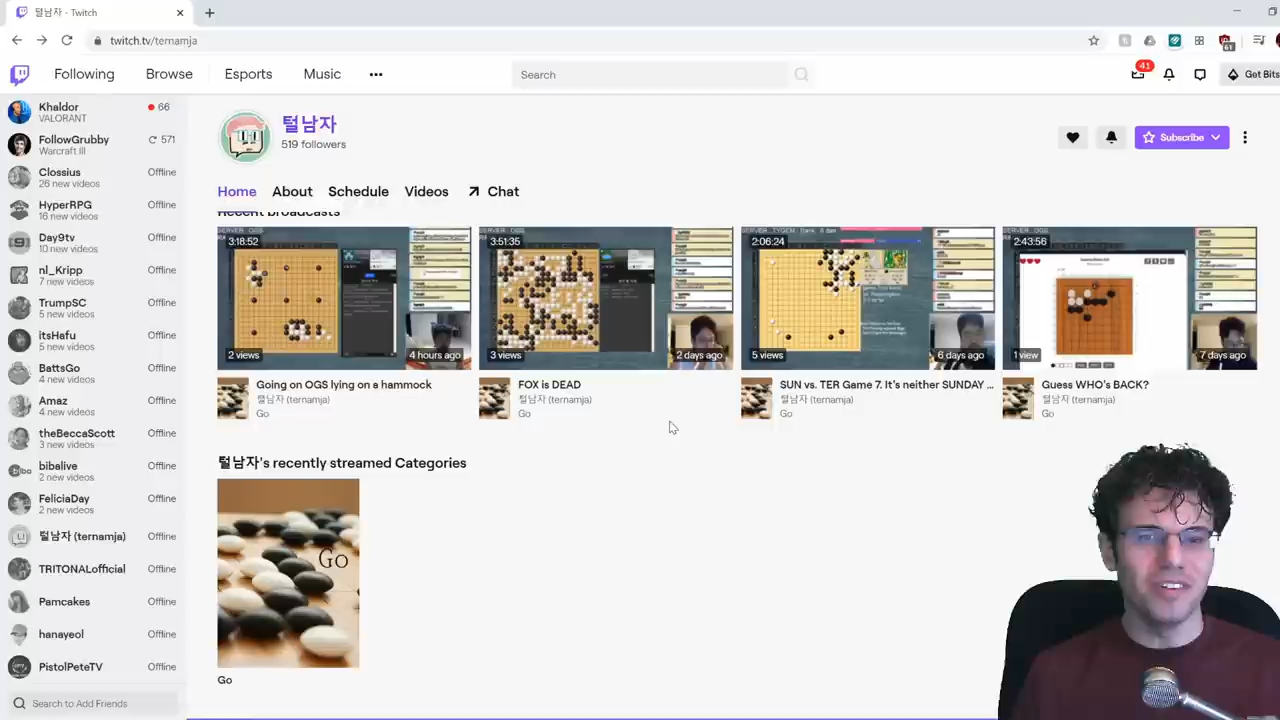 털남자 - Twitch
twitch.tv/ternamja
61
Following
Browse
Esports
Music
Search
41
Get Bits
Khaldor
VALORANT
66
FollowGrubby
Warcraft III
571
Clossius
26 new videos
Offline
HyperRPG
16 new videos
Offline
Day9tv
10 new videos
Offline
nl_Kripp
7 new videos
Offline
TrumpSC
5 new videos
Offline
itsHafu
5 new videos
Offline
BattsGo
4 new videos
Offline
Amaz
4 new videos
Offline
theBeccaScott
3 new videos
Offline
bibalive
2 new videos
Offline
FeliciaDay
2 new videos
Offline
털남자 (ternamja)
Offline
TRITONALofficial
Offline
Pamcakes
Offline
hanayeol
Offline
PistolPeteTV
Offline
Search to Add Friends
털남자
519 followers
Subscribe
Home
About
Schedule
Videos
Chat
Recent broadcasts
3:18:52
2 views
4 hours ago
Going on OGS lying on a hammock
털남자 (ternamja)
Go
3:51:35
3 views
2 days ago
FOX is DEAD
털남자 (ternamja)
Go
2:06:24
5 views
6 days ago
SUN vs. TER Game 7. It's neither SUNDAY ...
털남자 (ternamja)
Go
2:43:56
1 view
7 days ago
Guess WHO's BACK?
털남자 (ternamja)
Go
털남자's recently streamed Categories
Go
Go